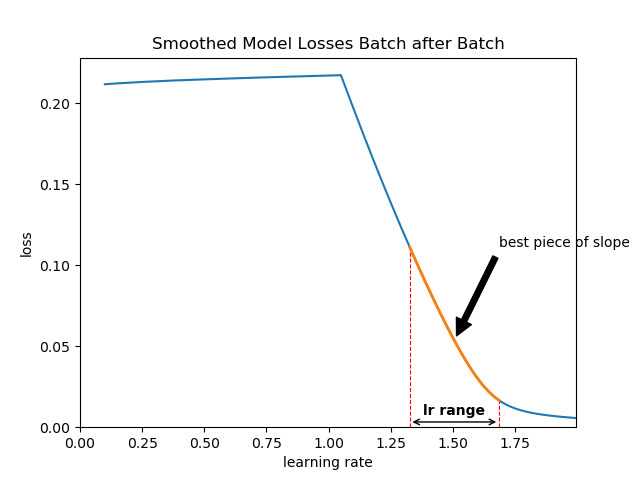 Smoothed Model Losses Batch after Batch
0.20
0.15
0.10
0.05
0.00
loss
best piece of slope
lr range
0.00 0.25 0.50 0.75 1.00 1.25 1.50 1.75
learning rate